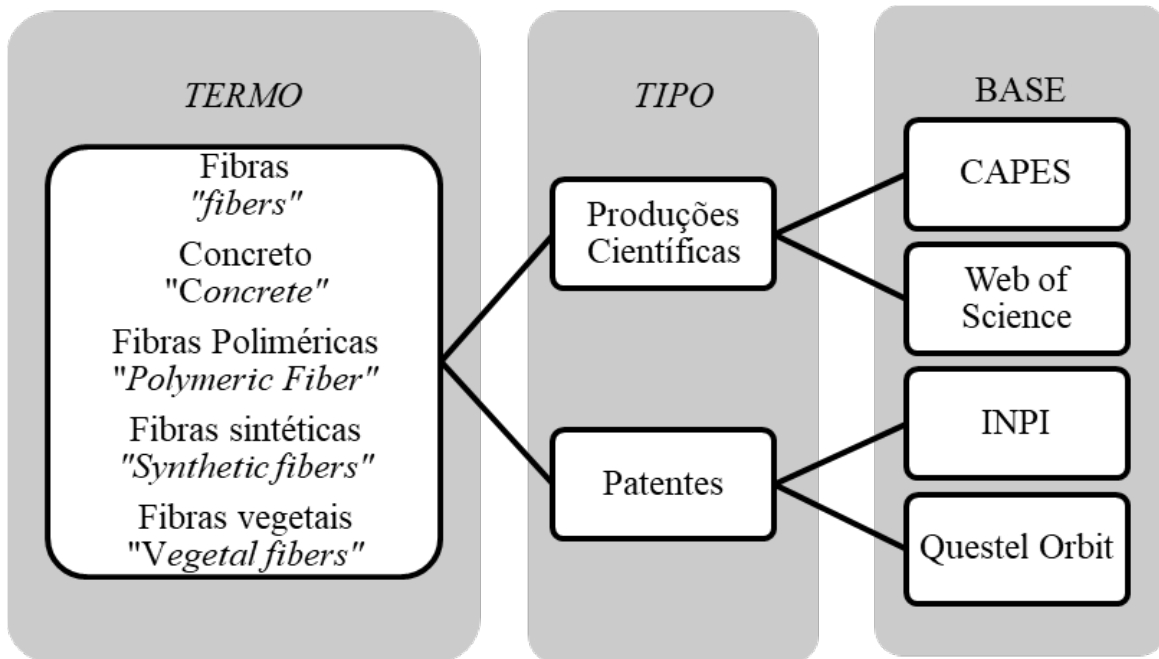 TERMO
Fibras
"fibers"
Concreto
"Concrete"
Fibras Poliméricas
"Polymeric Fiber"
Fibras sintéticas
"Synthetic fibers"
Fibras vegetais
"Vegetal fibers"
TIPO
Produções
Científicas
Patentes
BASE
CAPES
Web of
Science
INPI
Questel Orbit